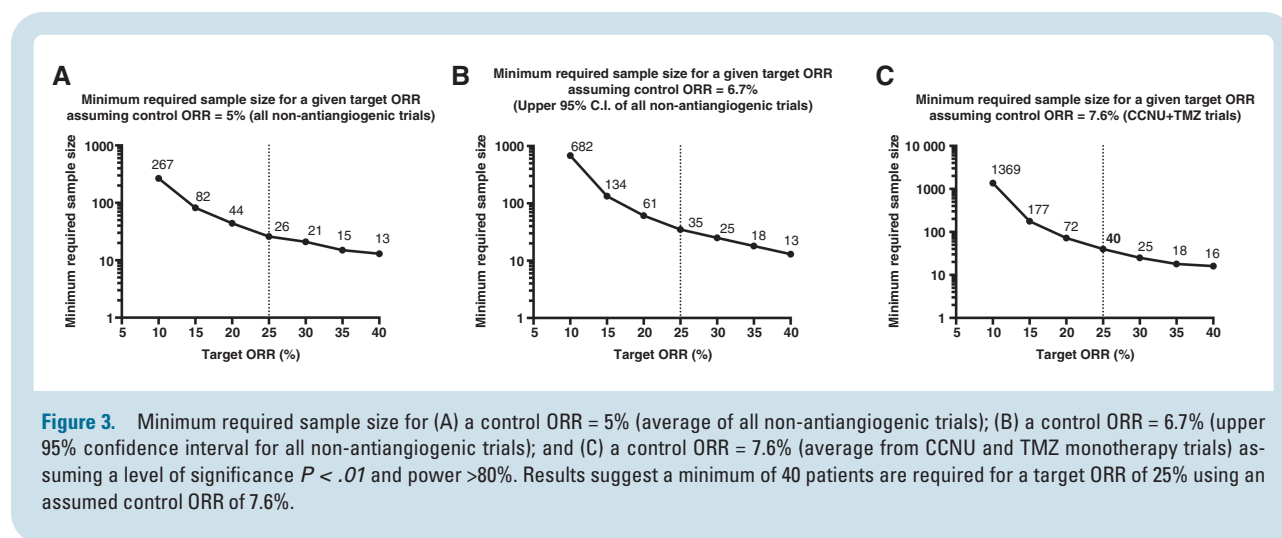 A
Minimum required sample size for a given target ORR
assuming control ORR = 5% (all non-antiangiogenic trials)
Minimum required sample size
1000
100
10
1
267
82
44
26
21
15
13
5 10 15 20 25 30 35 40
Target ORR (%)
B
Minimum required sample size for a given target ORR
assuming control ORR = 6.7%
(Upper 95% C.I. of all non-antiangiogenic trials)
Minimum required sample size
1000
100
10
1
682
134
61
35
25
18
13
5 10 15 20 25 30 35 40
Target ORR (%)
C
Minimum required sample size for a given target ORR
assuming control ORR = 7.6% (CCNU+TMZ trials)
Minimum required sample size
10 000
1000
100
10
1
1369
177
72
40
25
18
16
5 10 15 20 25 30 35 40
Target ORR (%)
Figure 3. Minimum required sample size for (A) a control ORR = 5% (average of all non-antiangiogenic trials); (B) a control ORR = 6.7% (upper
95% confidence interval for all non-antiangiogenic trials); and (C) a control ORR = 7.6% (average from CCNU and TMZ monotherapy trials) as-
suming a level of significance P < .01 and power >80%. Results suggest a minimum of 40 patients are required for a target ORR of 25% using an
assumed control ORR of 7.6%.